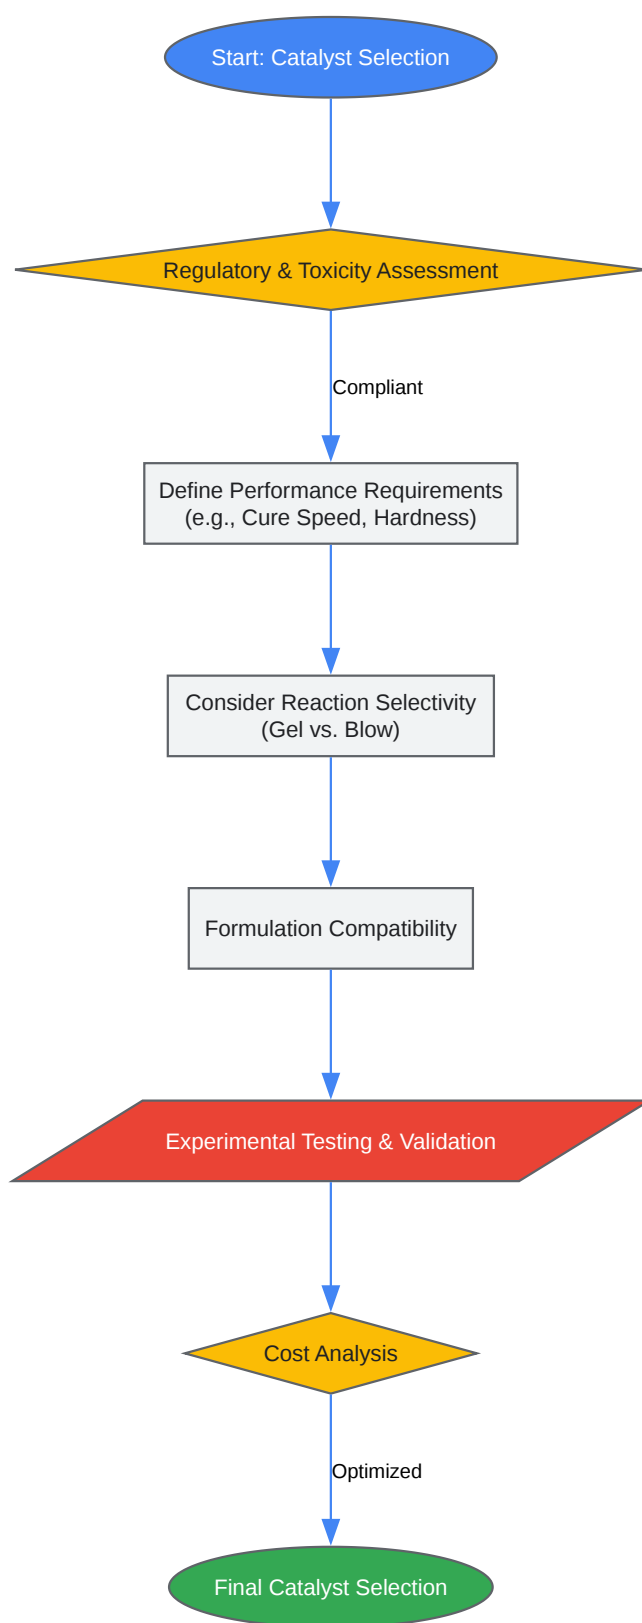 Start: Catalyst Selection
Regulatory & Toxicity Assessment
Compliant
Define Performance Requirements
(e.g., Cure Speed, Hardness)
Consider Reaction Selectivity
(Gel vs. Blow)
Formulation Compatibility
Experimental Testing & Validation
Cost Analysis
Optimized
Final Catalyst Selection